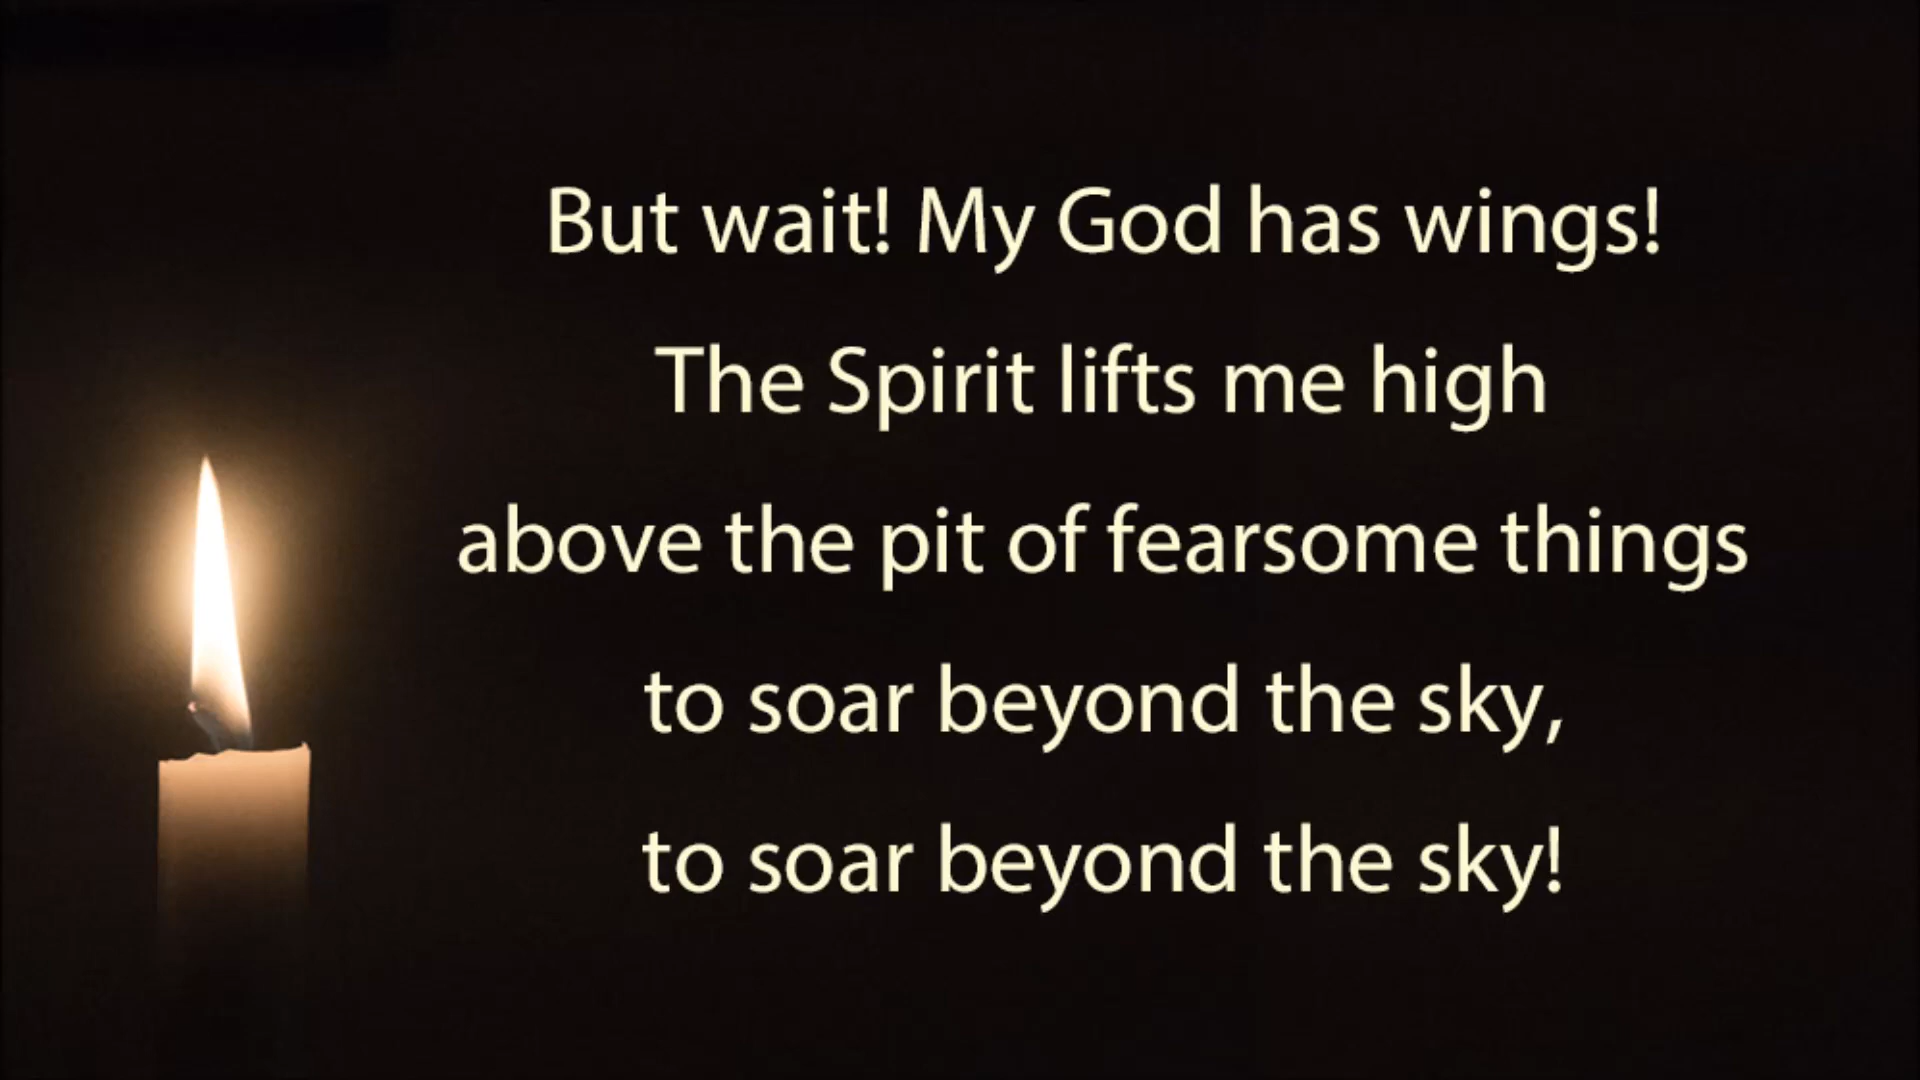 But wait! My God has wings!
The Spirit lifts me high
above the pit of fearsome things
to soar beyond the sky,
to soar beyond the sky!